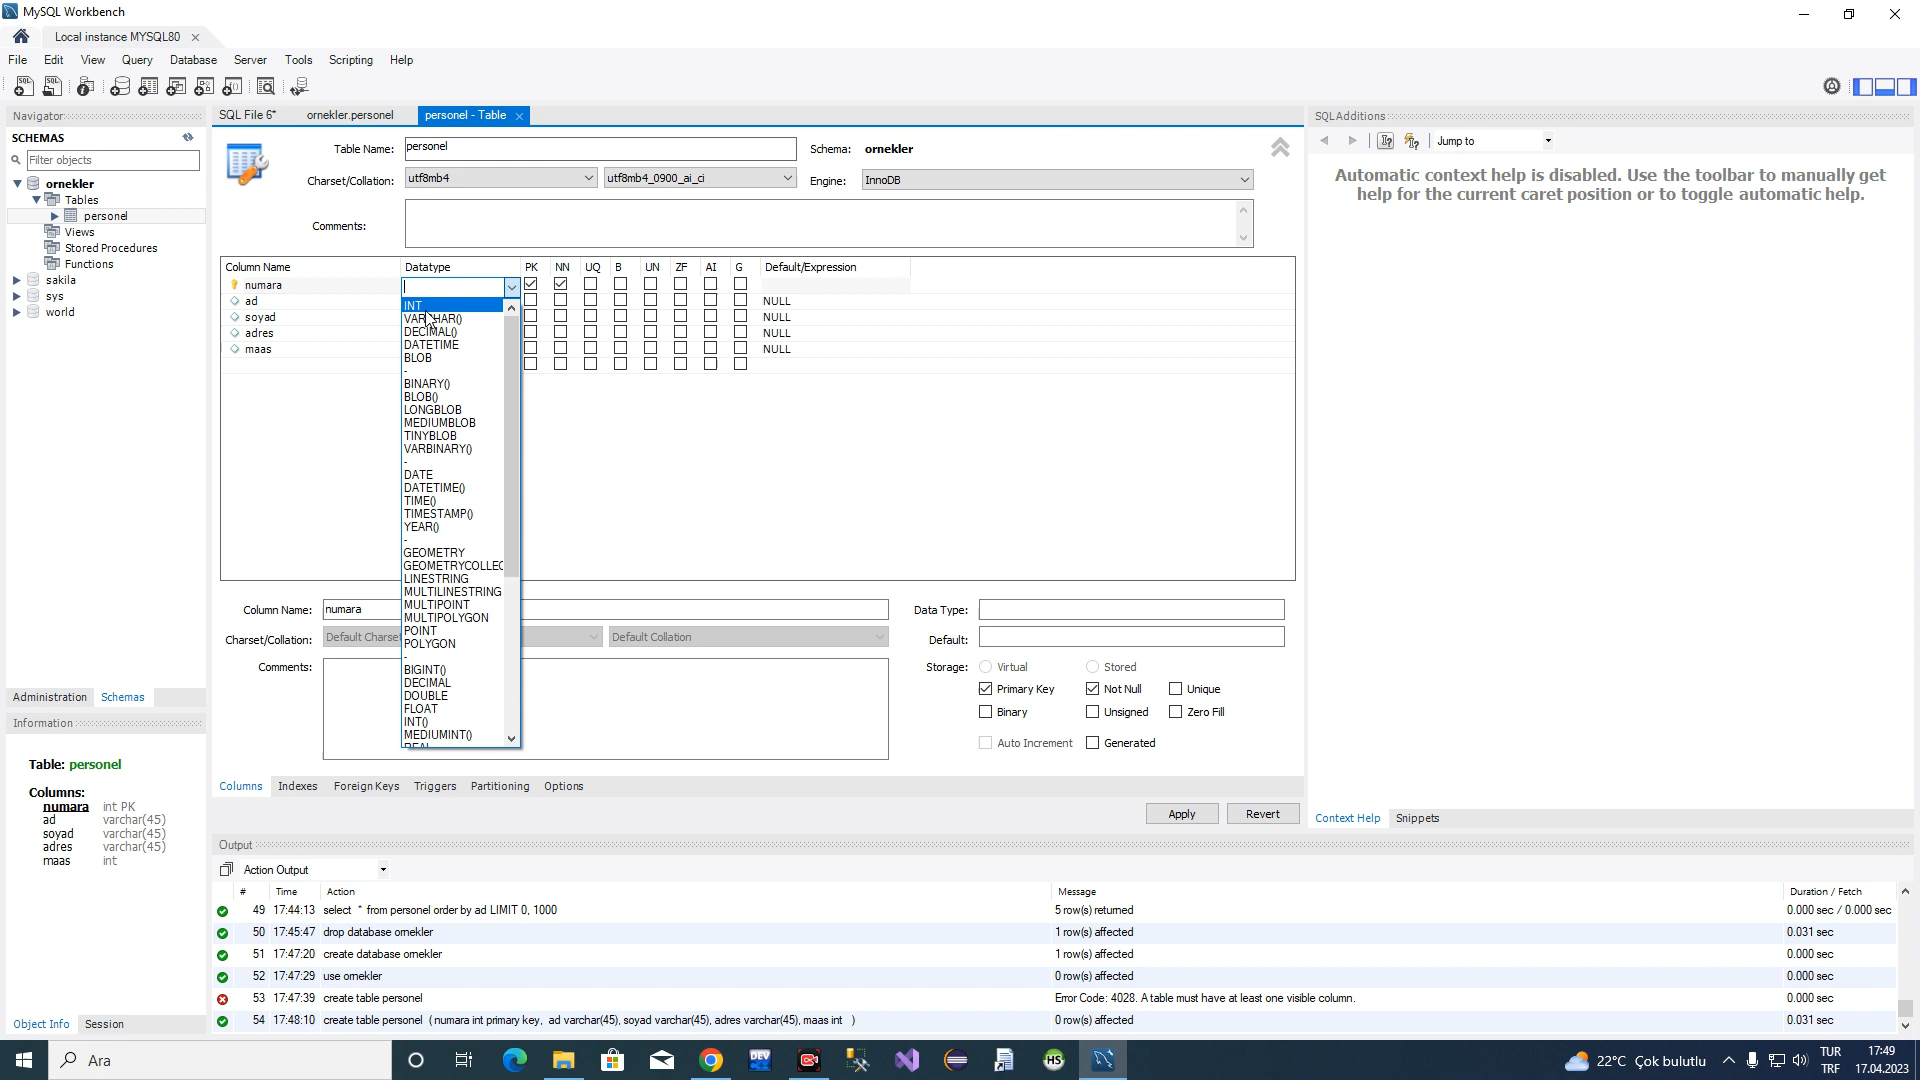 MySQL Workbench
Local instance MYSQL80
File Edit View Query Database Server Tools Scripting Help
Navigator
SCHEMAS
Filter objects
ornekler
Tables
personel
Views
Stored Procedures
Functions
sakila
sys
world
Administration Schemas
Information
Table: personel
Columns:
numara int PK
ad varchar(45)
soyad varchar(45)
adres varchar(45)
maas int
Object Info Session
SQL File 6* ornekler.personel personel - Table
Table Name: personel Schema: ornekler
Charset/Collation: utf8mb4 utf8mb4_0900_ai_ci Engine: InnoDB
Comments:
Column Name Datatype PK NN UQ B UN ZF AI G Default/Expression
numara
ad NULL
soyad NULL
adres NULL
maas NULL
INT
VARCHAR()
DECIMAL()
DATETIME
BLOB
-
BINARY()
BLOB()
LONGBLOB
MEDIUMBLOB
TINYBLOB
VARBINARY()
-
DATE
DATETIME()
TIME()
TIMESTAMP()
YEAR()
-
GEOMETRY
GEOMETRYCOLLEC
LINESTRING
MULTILINESTRING
MULTIPOINT
MULTIPOLYGON
POINT
POLYGON
-
BIGINT()
DECIMAL
DOUBLE
FLOAT
INT()
MEDIUMINT()
REAL
Column Name: numara Data Type:
Charset/Collation: Default Charset Default Collation Default:
Comments: Storage: Virtual Stored
Primary Key Not Null Unique
Binary Unsigned Zero Fill
Auto Increment Generated
Columns Indexes Foreign Keys Triggers Partitioning Options
Apply Revert
SQLAdditions
Jump to
Automatic context help is disabled. Use the toolbar to manually get
help for the current caret position or to toggle automatic help.
Context Help Snippets
Output
Action Output
# Time Action Message Duration / Fetch
49 17:44:13 select * from personel order by ad LIMIT 0, 1000 5 row(s) returned 0.000 sec / 0.000 sec
50 17:45:47 drop database ornekler 1 row(s) affected 0.031 sec
51 17:47:20 create database ornekler 1 row(s) affected 0.000 sec
52 17:47:29 use ornekler 0 row(s) affected 0.000 sec
53 17:47:39 create table personel Error Code: 4028. A table must have at least one visible column. 0.000 sec
54 17:48:10 create table personel ( numara int primary key, ad varchar(45), soyad varchar(45), adres varchar(45), maas int ) 0 row(s) affected 0.031 sec
Ara
DEV
HS
22°C Çok bulutlu
TUR
TRF
17:49
17.04.2023